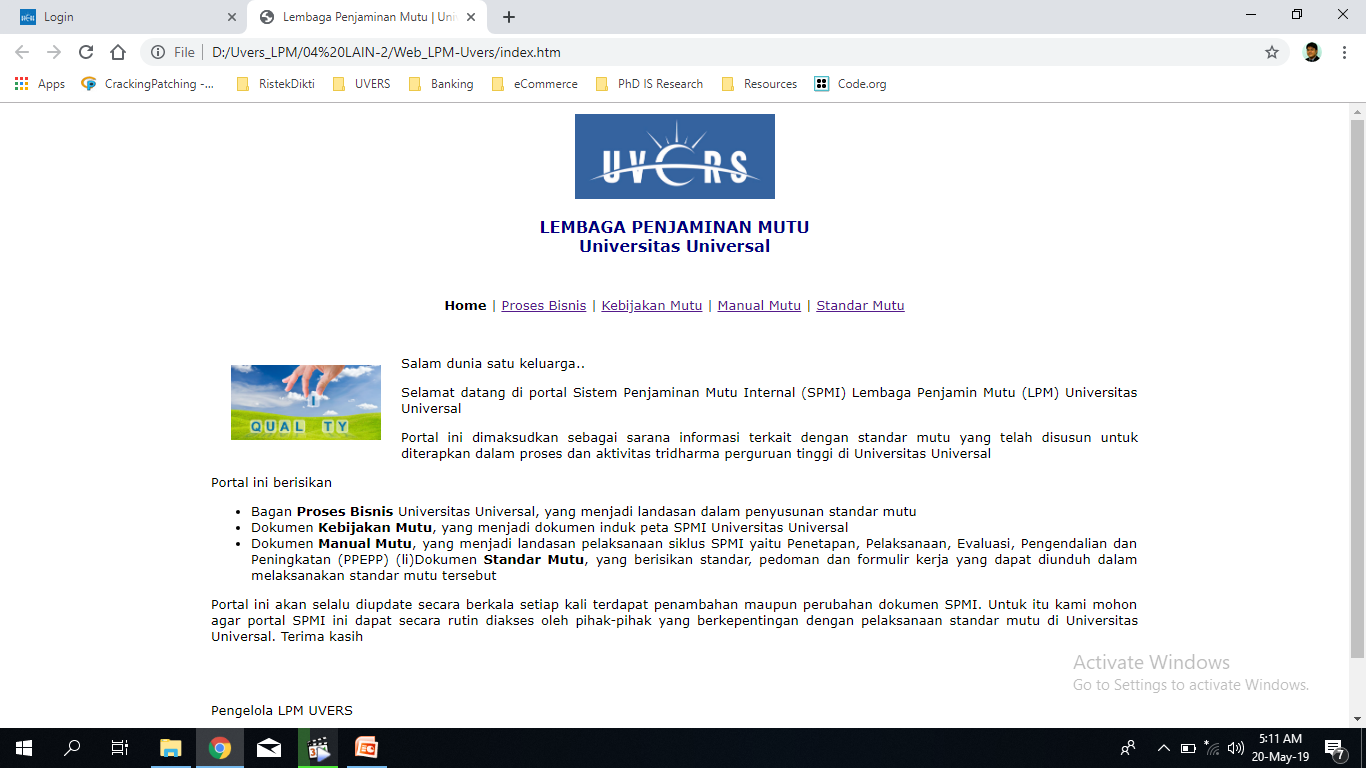 Login
Lembaga Penjaminan Mutu | Uni
File
D:/Uvers_LPM/04%20LAIN-2/Web_LPM-Uvers/index.htm
Apps
CrackingPatching -...
RistekDikti
UVERS
Banking
eCommerce
PhD IS Research
Resources
Code.org
UVERS
LEMBAGA PENJAMINAN MUTU
Universitas Universal
Home | Proses Bisnis | Kebijakan Mutu | Manual Mutu | Standar Mutu
I
QUAL TY
Salam dunia satu keluarga..
Selamat datang di portal Sistem Penjaminan Mutu Internal (SPMI) Lembaga Penjamin Mutu (LPM) Universitas
Universal
Portal ini dimaksudkan sebagai sarana informasi terkait dengan standar mutu yang telah disusun untuk
diterapkan dalam proses dan aktivitas tridharma perguruan tinggi di Universitas Universal
Portal ini berisikan
• Bagan Proses Bisnis Universitas Universal, yang menjadi landasan dalam penyusunan standar mutu
• Dokumen Kebijakan Mutu, yang menjadi dokumen induk peta SPMI Universitas Universal
• Dokumen Manual Mutu, yang menjadi landasan pelaksanaan siklus SPMI yaitu Penetapan, Pelaksanaan, Evaluasi, Pengendalian dan
Peningkatan (PPEPP) (li)Dokumen Standar Mutu, yang berisikan standar, pedoman dan formulir kerja yang dapat diunduh dalam
melaksanakan standar mutu tersebut
Portal ini akan selalu diupdate secara berkala setiap kali terdapat penambahan maupun perubahan dokumen SPMI. Untuk itu kami mohon
agar portal SPMI ini dapat secara rutin diakses oleh pihak-pihak yang berkepentingan dengan pelaksanaan standar mutu di Universitas
Universal. Terima kasih
Activate Windows
Go to Settings to activate Windows.
Pengelola LPM UVERS
5:11 AM
20-May-19
7